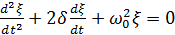 d²ξ/dt² + 2δ dξ/dt + ω₀²ξ = 0